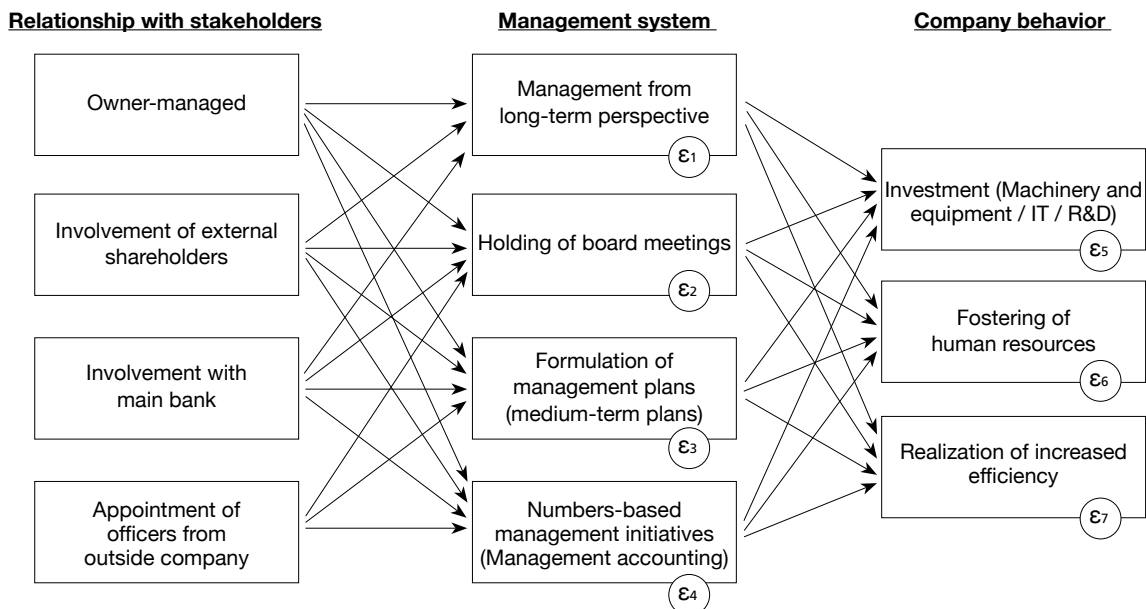 Relationship with stakeholders
Management system
Company behavior
Owner-managed
Involvement of external
shareholders
Involvement with
main bank
Appointment of
officers from
outside company
Management from
long-term perspective
ε1
Holding of board meetings
ε2
Formulation of
management plans
(medium-term plans)
ε3
Numbers-based
management initiatives
(Management accounting)
ε4
Investment (Machinery and
equipment / IT / R&D)
ε5
Fostering of
human resources
ε6
Realization of increased
efficiency
ε7